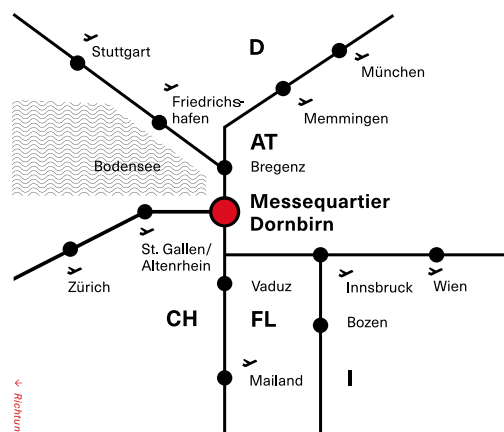 Stuttgart
D
München
Friedrichs-
hafen
Memmingen
AT
Bodensee
Bregenz
Messequartier
Dornbirn
St. Gallen/
Altenrhein
Zürich
Vaduz
Innsbruck
Wien
CH
FL
Bozen
Mailand
I